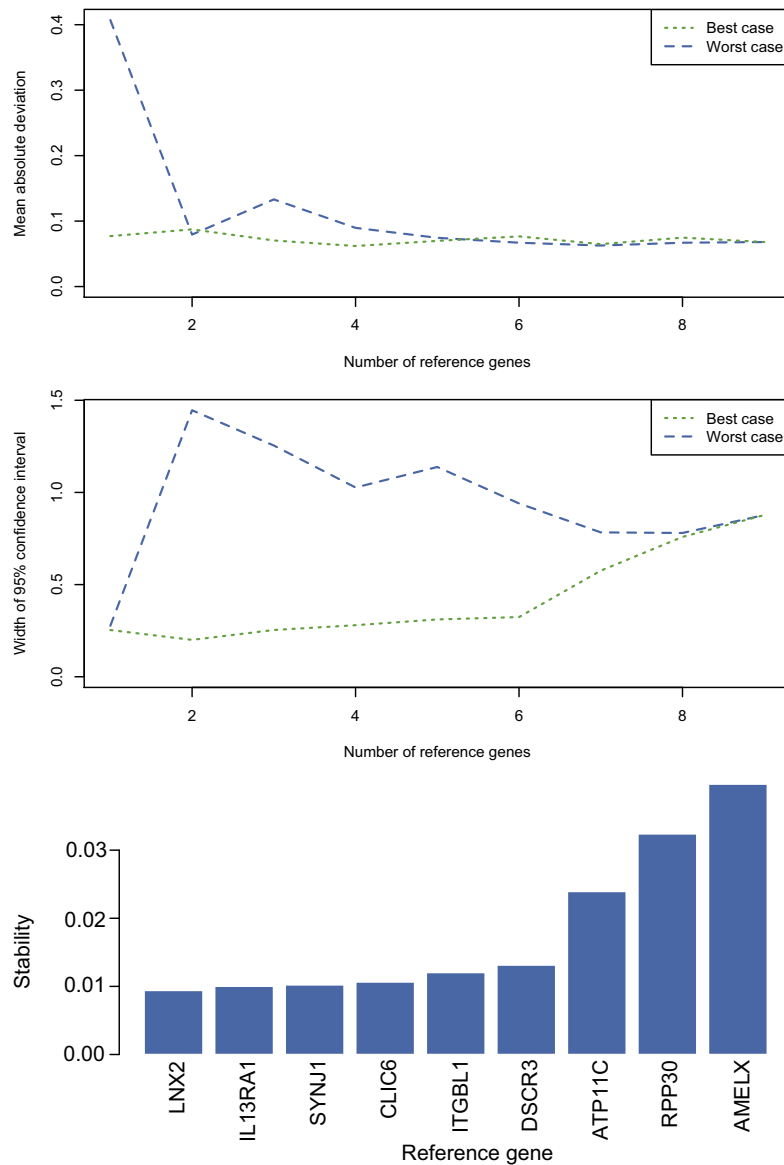 Mean absolute deviation
0.4
0.3
0.2
0.1
0.0
Best case
Worst case
2
4
6
8
Number of reference genes
Width of 95% confidence interval
1.5
1.0
0.5
0.0
Best case
Worst case
2
4
6
8
Number of reference genes
Stability
0.03
0.02
0.01
0.00
LNX2
IL13RA1
SYNJ1
CLIC6
ITGBL1
DSCR3
ATP11C
RPP30
AMELX
Reference gene